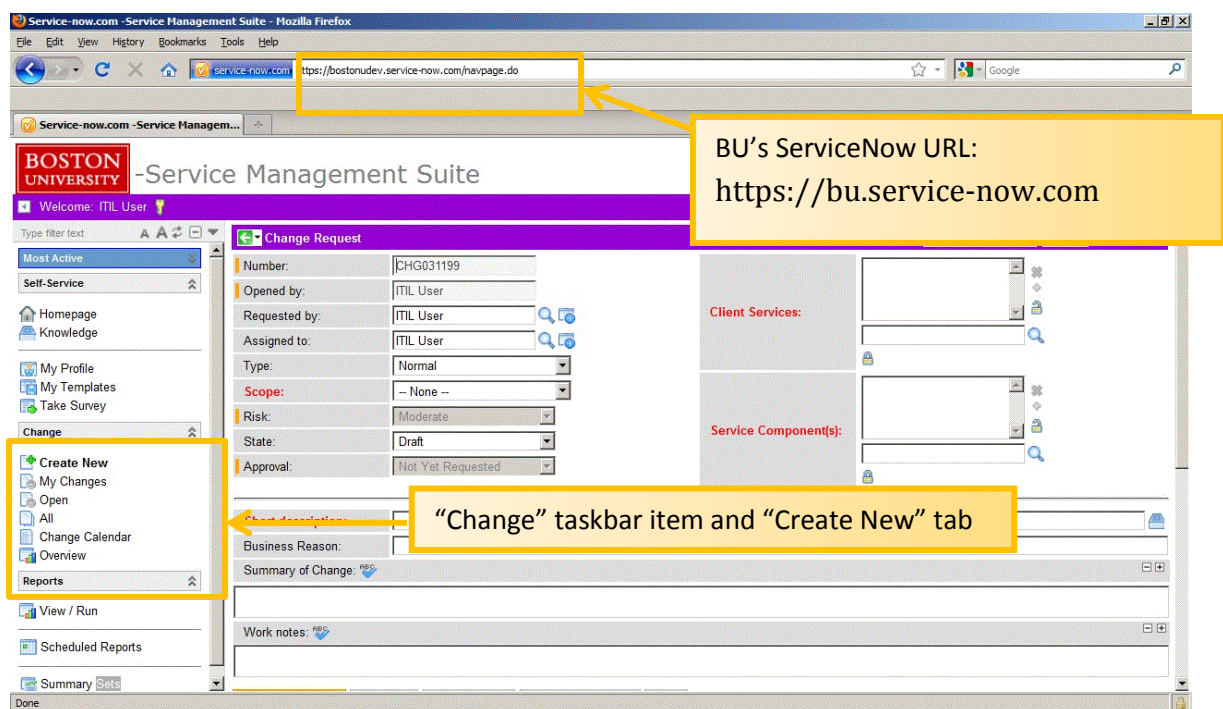 Service-now.com -Service Management Suite - Mozilla Firefox
File Edit View History Bookmarks Tools Help
service-now.com ttps://bostonudev.service-now.com/navpage.do
Google
Service-now.com -Service Managem...
BU's ServiceNow URL:
https://bu.service-now.com
BOSTON
UNIVERSITY
-Service Management Suite
Welcome: ITIL User
Type filter text A A
Most Active
Self-Service
Homepage
Knowledge
My Profile
My Templates
Take Survey
Change
Create New
My Changes
Open
All
Change Calendar
Overview
Reports
View / Run
Scheduled Reports
Summary Sets
Change Request
Number: CHG031199
Opened by: ITIL User
Requested by: ITIL User
Assigned to: ITIL User
Type: Normal
Scope: -- None --
Risk: Moderate
State: Draft
Approval: Not Yet Requested
Client Services:
Service Component(s):
"Change" taskbar item and "Create New" tab
Short description:
Business Reason:
Summary of Change: ABC
Work notes: ABC
Done